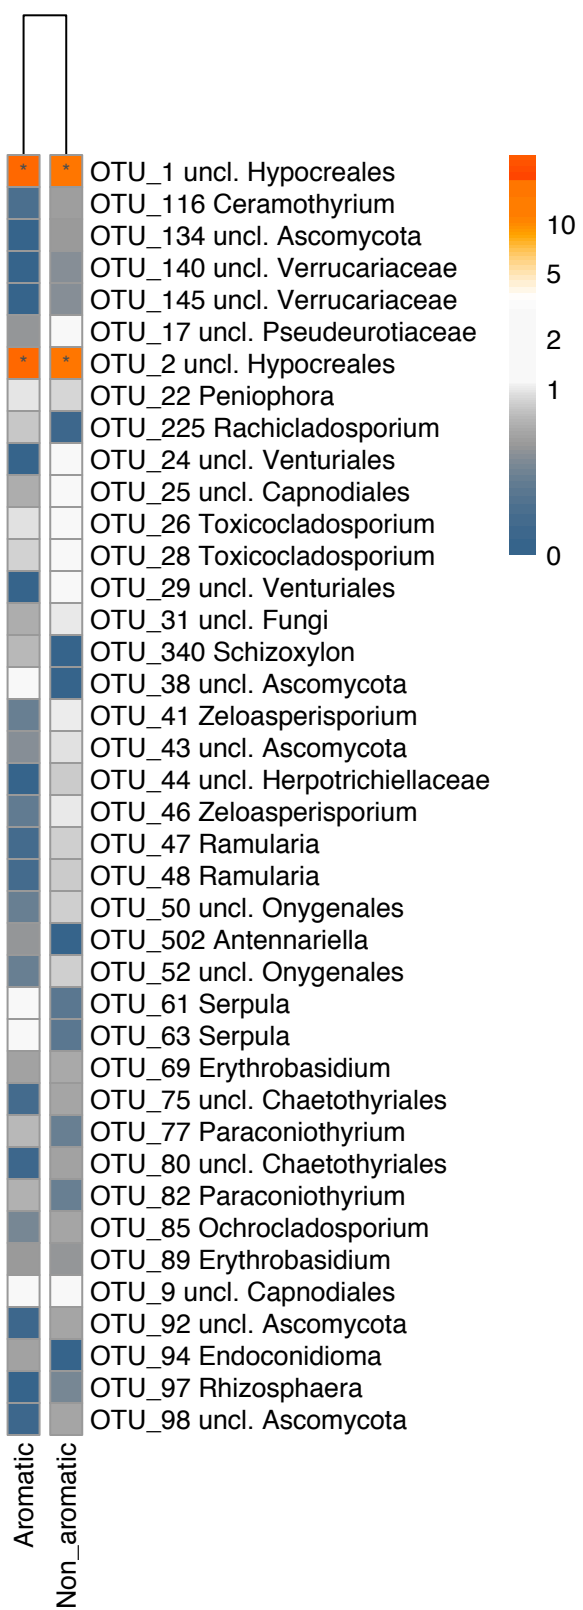 * * OTU_1 uncl. Hypocreales
OTU_116 Ceramothyrium
OTU_134 uncl. Ascomycota
OTU_140 uncl. Verrucariaceae
OTU_145 uncl. Verrucariaceae
OTU_17 uncl. Pseudeurotiaceae
* * OTU_2 uncl. Hypocreales
OTU_22 Peniophora
OTU_225 Rachicladosporium
OTU_24 uncl. Venturiales
OTU_25 uncl. Capnodiales
OTU_26 Toxicocladosporium
OTU_28 Toxicocladosporium
OTU_29 uncl. Venturiales
OTU_31 uncl. Fungi
OTU_340 Schizoxylon
OTU_38 uncl. Ascomycota
OTU_41 Zeloasperisporium
OTU_43 uncl. Ascomycota
OTU_44 uncl. Herpotrichiellaceae
OTU_46 Zeloasperisporium
OTU_47 Ramularia
OTU_48 Ramularia
OTU_50 uncl. Onygenales
OTU_502 Antennariella
OTU_52 uncl. Onygenales
OTU_61 Serpula
OTU_63 Serpula
OTU_69 Erythrobasidium
OTU_75 uncl. Chaetothyriales
OTU_77 Paraconiothyrium
OTU_80 uncl. Chaetothyriales
OTU_82 Paraconiothyrium
OTU_85 Ochrocladosporium
OTU_89 Erythrobasidium
OTU_9 uncl. Capnodiales
OTU_92 uncl. Ascomycota
OTU_94 Endoconidioma
OTU_97 Rhizosphaera
OTU_98 uncl. Ascomycota
Aromatic
Non_aromatic
10
5
2
1
0